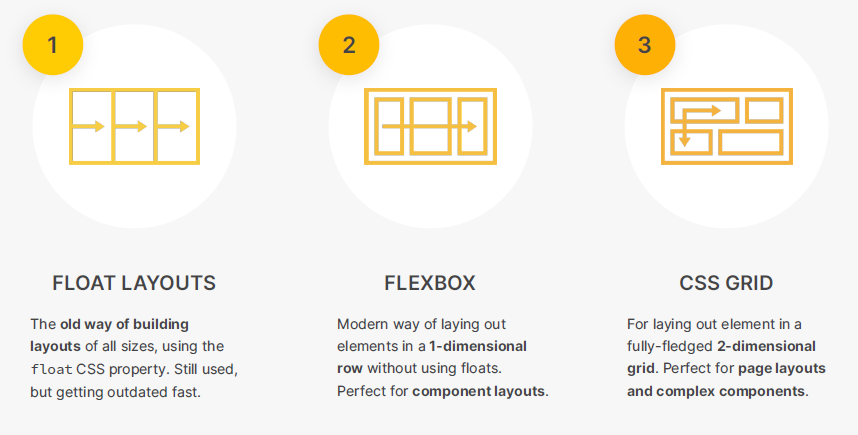 1
FLOAT LAYOUTS
The old way of building
layouts of all sizes, using the
float CSS property. Still used,
but getting outdated fast.
2
FLEXBOX
Modern way of laying out
elements in a 1-dimensional
row without using floats.
Perfect for component layouts.
3
CSS GRID
For laying out element in a
fully-fledged 2-dimensional
grid. Perfect for page layouts
and complex components.